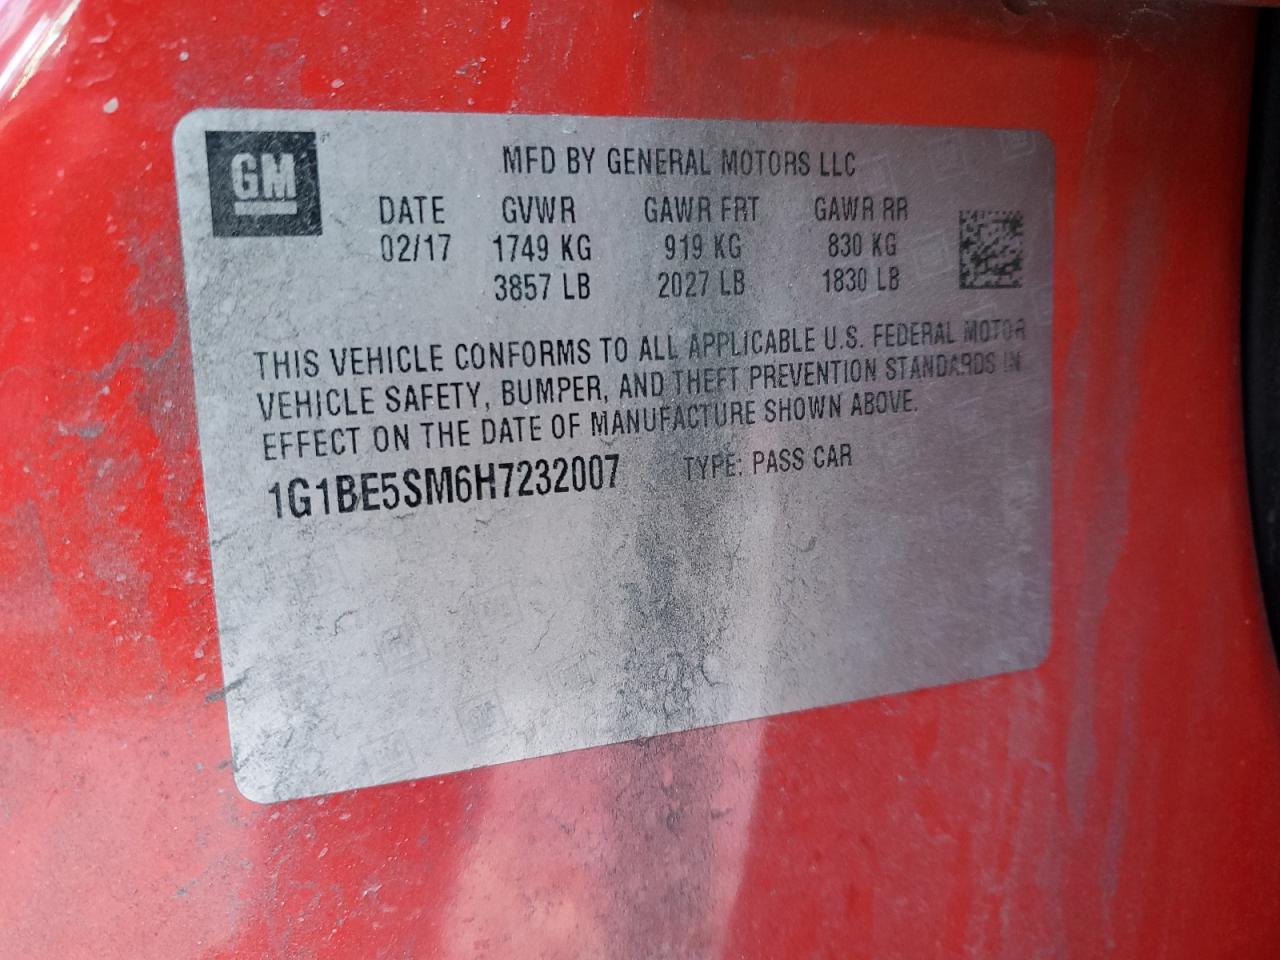 GM
MFD BY GENERAL MOTORS LLC
DATE GVWR GAWR FRT GAWR RR
02/17 1749 KG 919 KG 830 KG
3857 LB 2027 LB 1830 LB
THIS VEHICLE CONFORMS TO ALL APPLICABLE U.S. FEDERAL MOTOR
VEHICLE SAFETY, BUMPER, AND THEFT PREVENTION STANDARDS IN
EFFECT ON THE DATE OF MANUFACTURE SHOWN ABOVE.
1G1BE5SM6H7232007 TYPE: PASS CAR